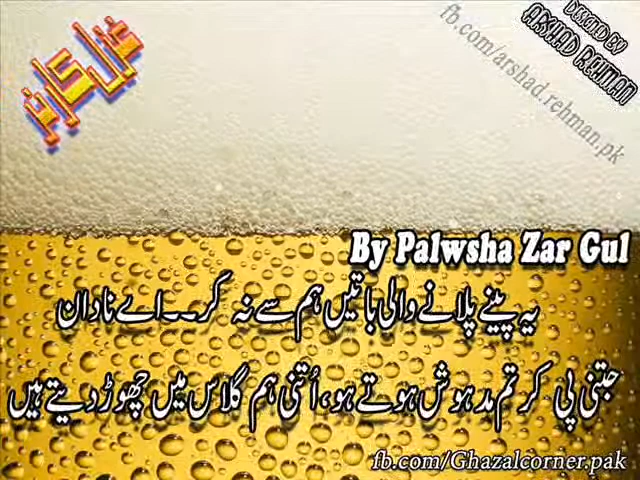 DESIGNED BY
ARSHAD REHMAN
fb.com/arshad.rehman.pk
غزل کارنر
By Palwsha Zar Gul
یہ پینے پلانے والی باتیں ہم سے نہ کر۔۔اے نادان
جتنی پی کر تم مدہوش ہوتے ہو،اُتنی ہم گلاس میں چھوڑ دیتے ہیں
fb.com/Ghazalcorner.pak